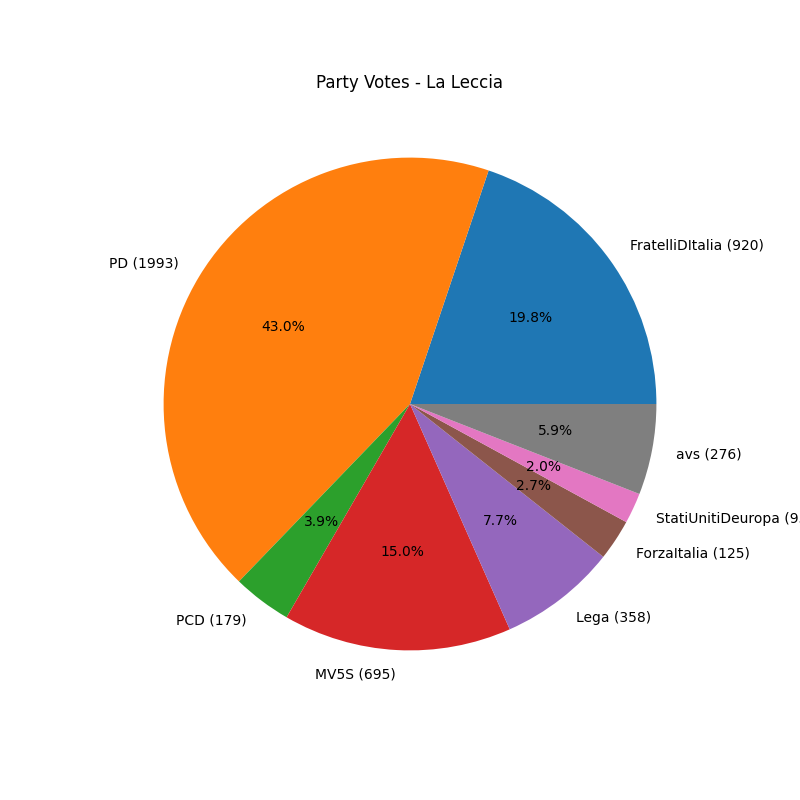 Party Votes - La Leccia
FratelliDItalia (920)
PD (1993)
19.8%
43.0%
5.9%
avs (276)
2.0%
2.7%
StatiUnitiDeuropa
7.7%
3.9%
15.0%
ForzaItalia (125)
Lega (358)
PCD (179)
MV5S (695)